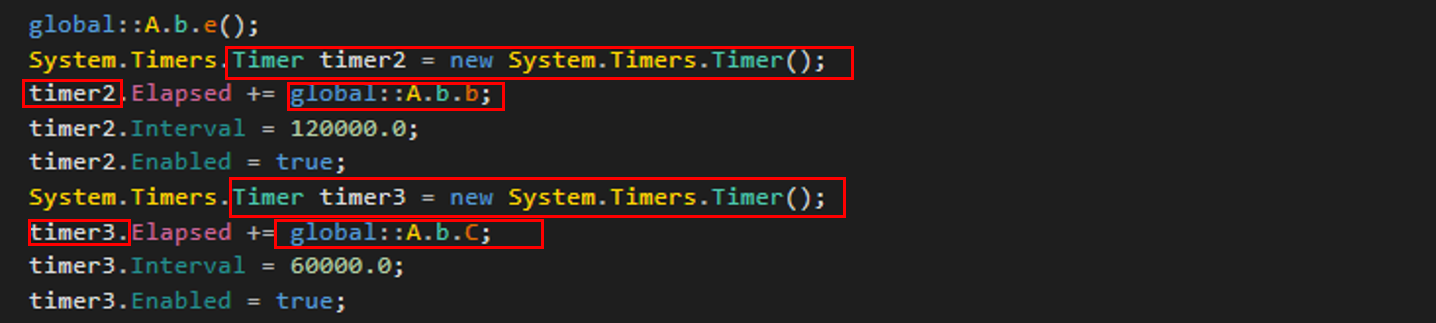 global::A.b.e();
System.Timers.Timer timer2 = new System.Timers.Timer();
timer2.Elapsed += global::A.b.b;
timer2.Interval = 120000.0;
timer2.Enabled = true;
System.Timers.Timer timer3 = new System.Timers.Timer();
timer3.Elapsed += global::A.b.C;
timer3.Interval = 60000.0;
timer3.Enabled = true;